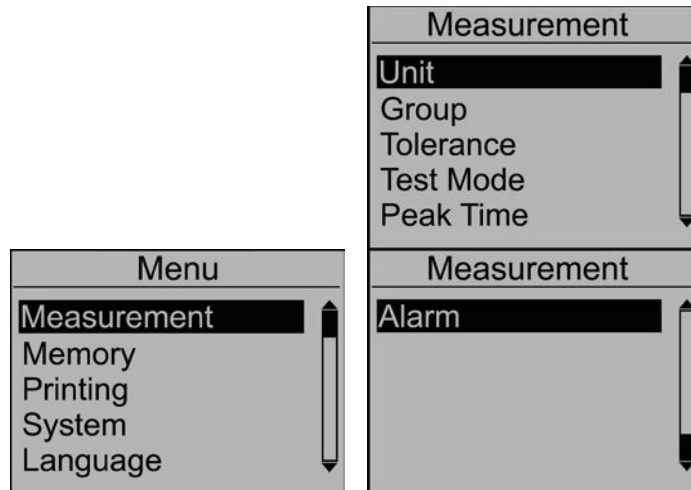 Measurement
Unit
Group
Tolerance
Test Mode
Peak Time
Menu
Measurement
Memory
Printing
System
Language
Measurement
Alarm